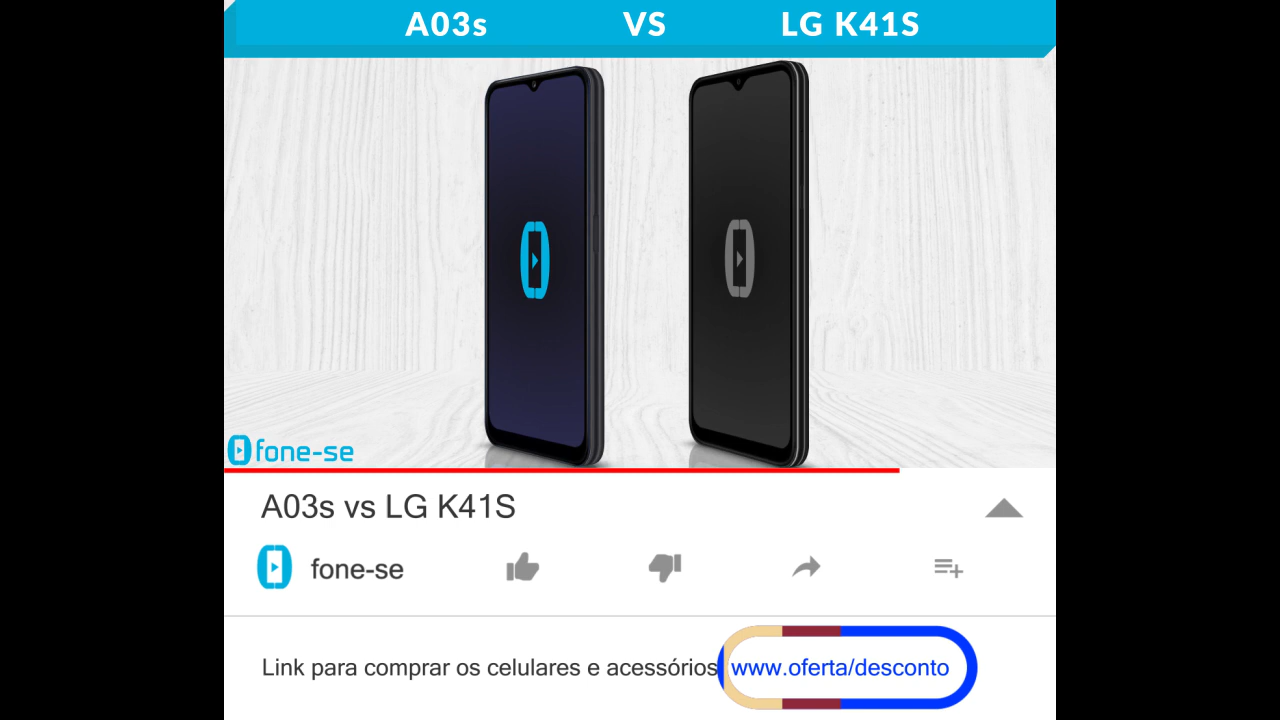 A03s VS LG K41S
fone-se
A03s vs LG K41S
fone-se
Link para comprar os celulares e acessórios www.oferta/desconto